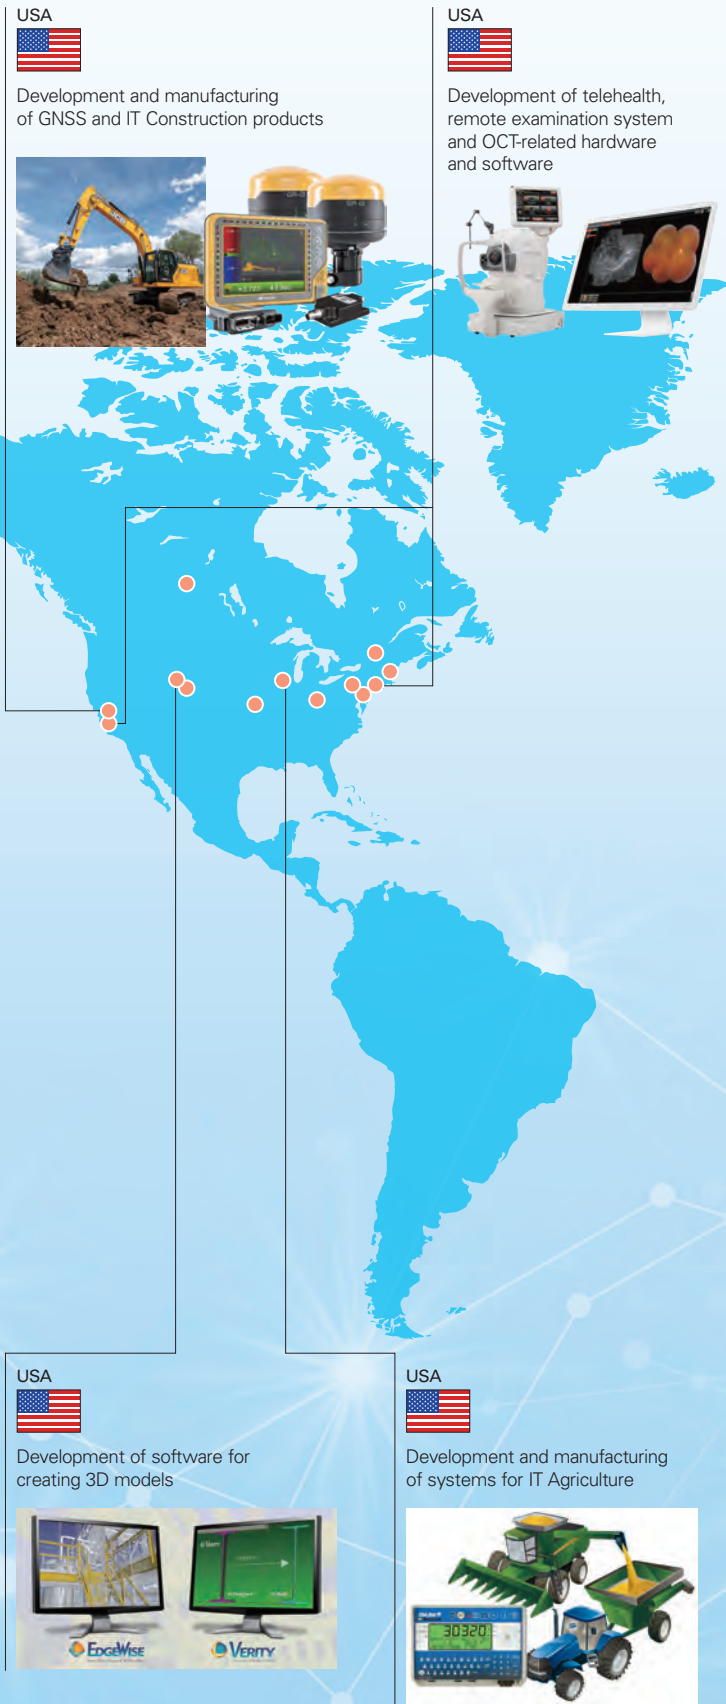 USA
Development and manufacturing
of GNSS and IT Construction products
JCB
USA
Development of telehealth,
remote examination system
and OCT-related hardware
and software
USA
Development of software for
creating 3D models
EDGEWISE
VERITY
USA
Development and manufacturing
of systems for IT Agriculture
30320